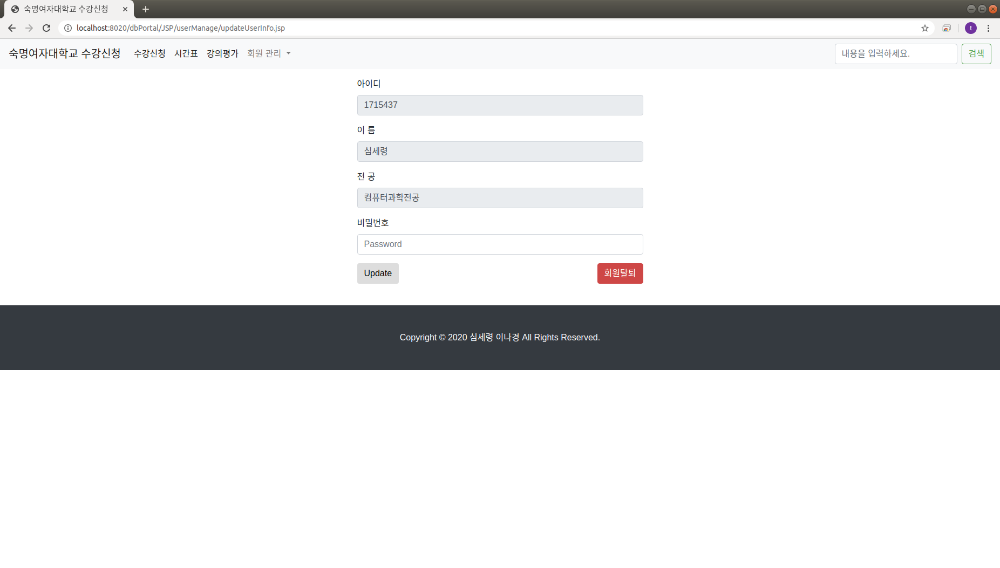 숙명여자대학교 수강신청
localhost:8020/dbPortal/JSP/userManage/updateUserInfo.jsp
t
숙명여자대학교 수강신청 수강신청 시간표 강의평가 회원 관리 내용을 입력하세요. 검색
아이디
1715437
이 름
심세령
전 공
컴퓨터과학전공
비밀번호
Password
Update 회원탈퇴
Copyright © 2020 심세령 이나경 All Rights Reserved.